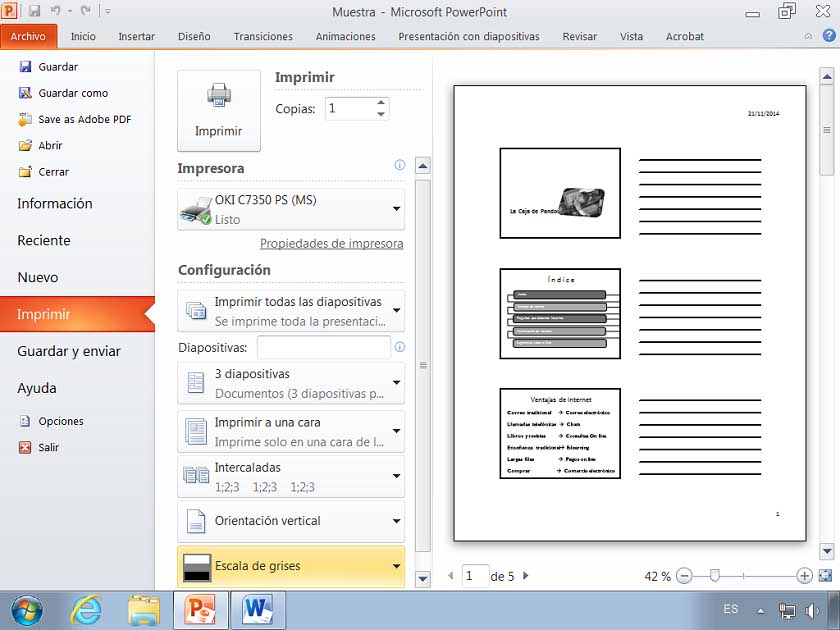 Muestra - Microsoft PowerPoint
Archivo Inicio Insertar Diseño Transiciones Animaciones Presentación con diapositivas Revisar Vista Acrobat
Guardar
Guardar como
Save as Adobe PDF
Abrir
Cerrar
Información
Reciente
Nuevo
Imprimir
Guardar y enviar
Ayuda
Opciones
Salir
Imprimir
Imprimir
Copias: 1
Impresora
OKI C7350 PS (MS)
Listo
Propiedades de impresora
Configuración
Imprimir todas las diapositivas
Se imprime toda la presentaci...
Diapositivas:
3 diapositivas
Documentos (3 diapositivas p...
Imprimir a una cara
Imprime solo en una cara de l...
Intercaladas
1;2;3 1;2;3 1;2;3
Orientación vertical
Escala de grises
21/11/2014
La Caja de Pando
Índice
Ventajas de Internet
Correo tradicional → Correo electrónico
Llamadas telefónicas → Chats
Libros y revistas → Consultas On line
Enseñanza tradicional → Elearning
Largas filas → Pagos on line
Comprar → Comercio electrónico
1
1 de 5
42 %
ES